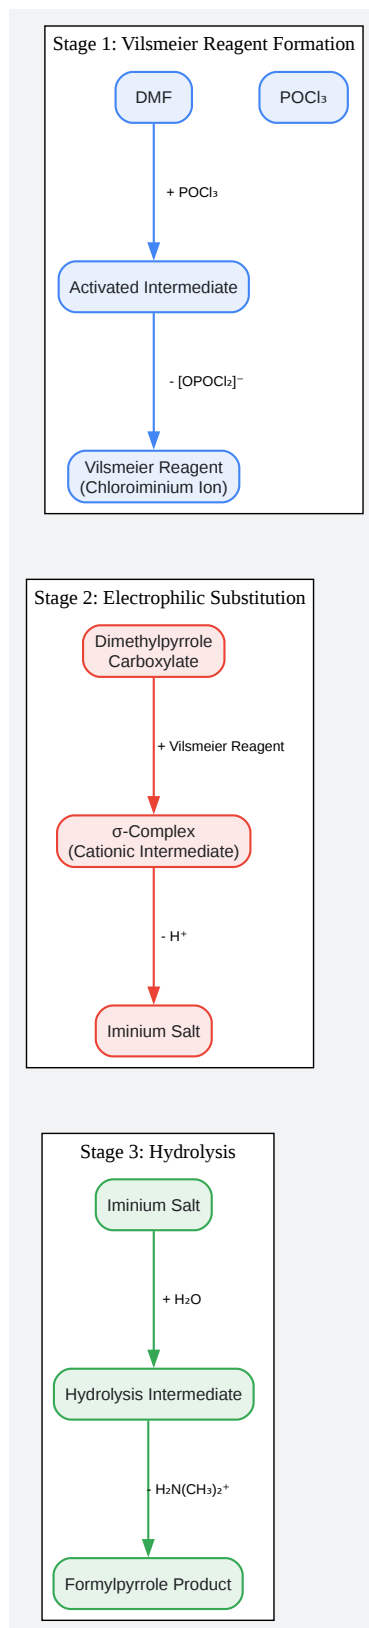 Stage 1: Vilsmeier Reagent Formation
DMF
POCl₃
+ POCl₃
Activated Intermediate
- [OPOCl₂]⁻
Vilsmeier Reagent
(Chloroiminium Ion)
Stage 2: Electrophilic Substitution
Dimethylpyrrole
Carboxylate
+ Vilsmeier Reagent
σ-Complex
(Cationic Intermediate)
- H⁺
Iminium Salt
Stage 3: Hydrolysis
Iminium Salt
+ H₂O
Hydrolysis Intermediate
- H₂N(CH₃)₂⁺
Formylpyrrole Product